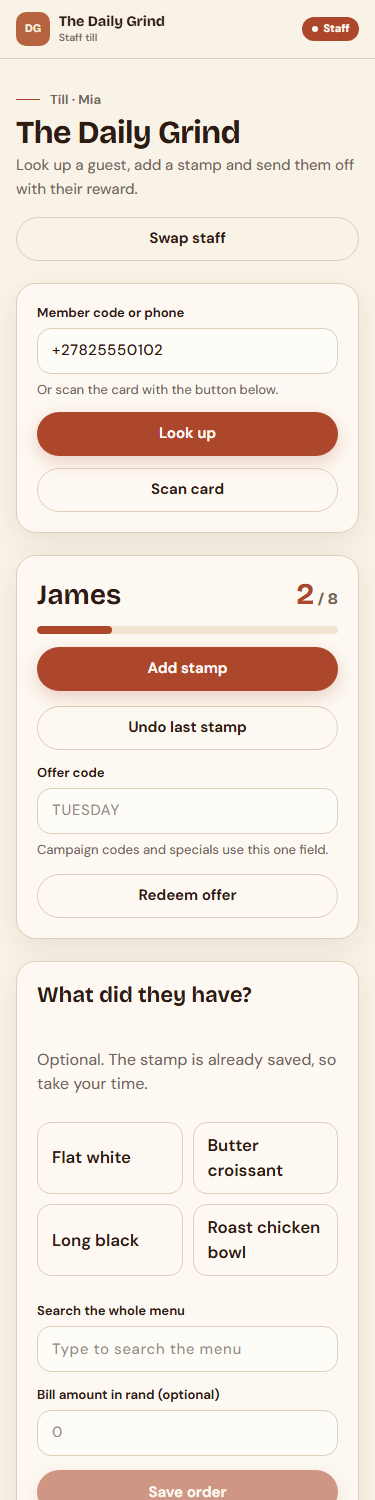 DG
The Daily Grind
Staff till
Staff
Till · Mia
The Daily Grind
Look up a guest, add a stamp and send them off
with their reward.
Swap staff
Member code or phone
+27825550102
Or scan the card with the button below.
Look up
Scan card
James
2 / 8
Add stamp
Undo last stamp
Offer code
TUESDAY
Campaign codes and specials use this one field.
Redeem offer
What did they have?
Optional. The stamp is already saved, so
take your time.
Flat white
Butter
croissant
Long black
Roast chicken
bowl
Search the whole menu
Type to search the menu
Bill amount in rand (optional)
0
Save order